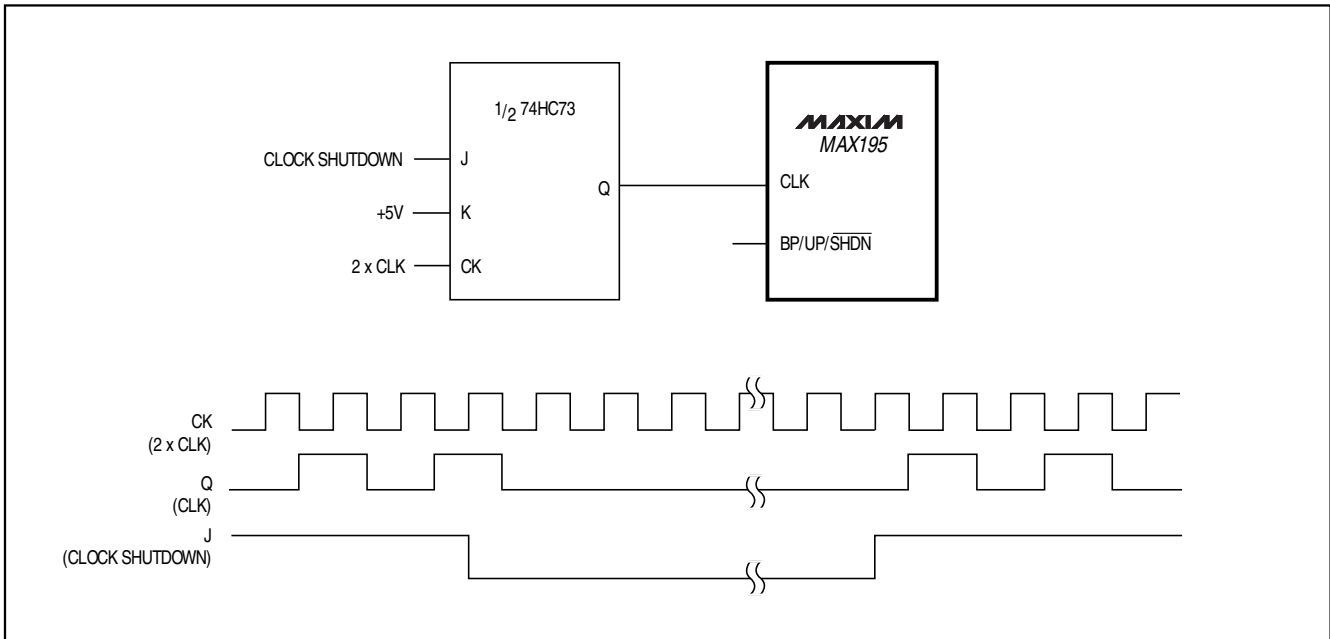 1/2 74HC73
MAXIM
MAX195
CLOCK SHUTDOWN
J
Q
CLK
+5V
K
BP/UP/SHDN
2 x CLK
CK
CK
(2 x CLK)
Q
(CLK)
J
(CLOCK SHUTDOWN)